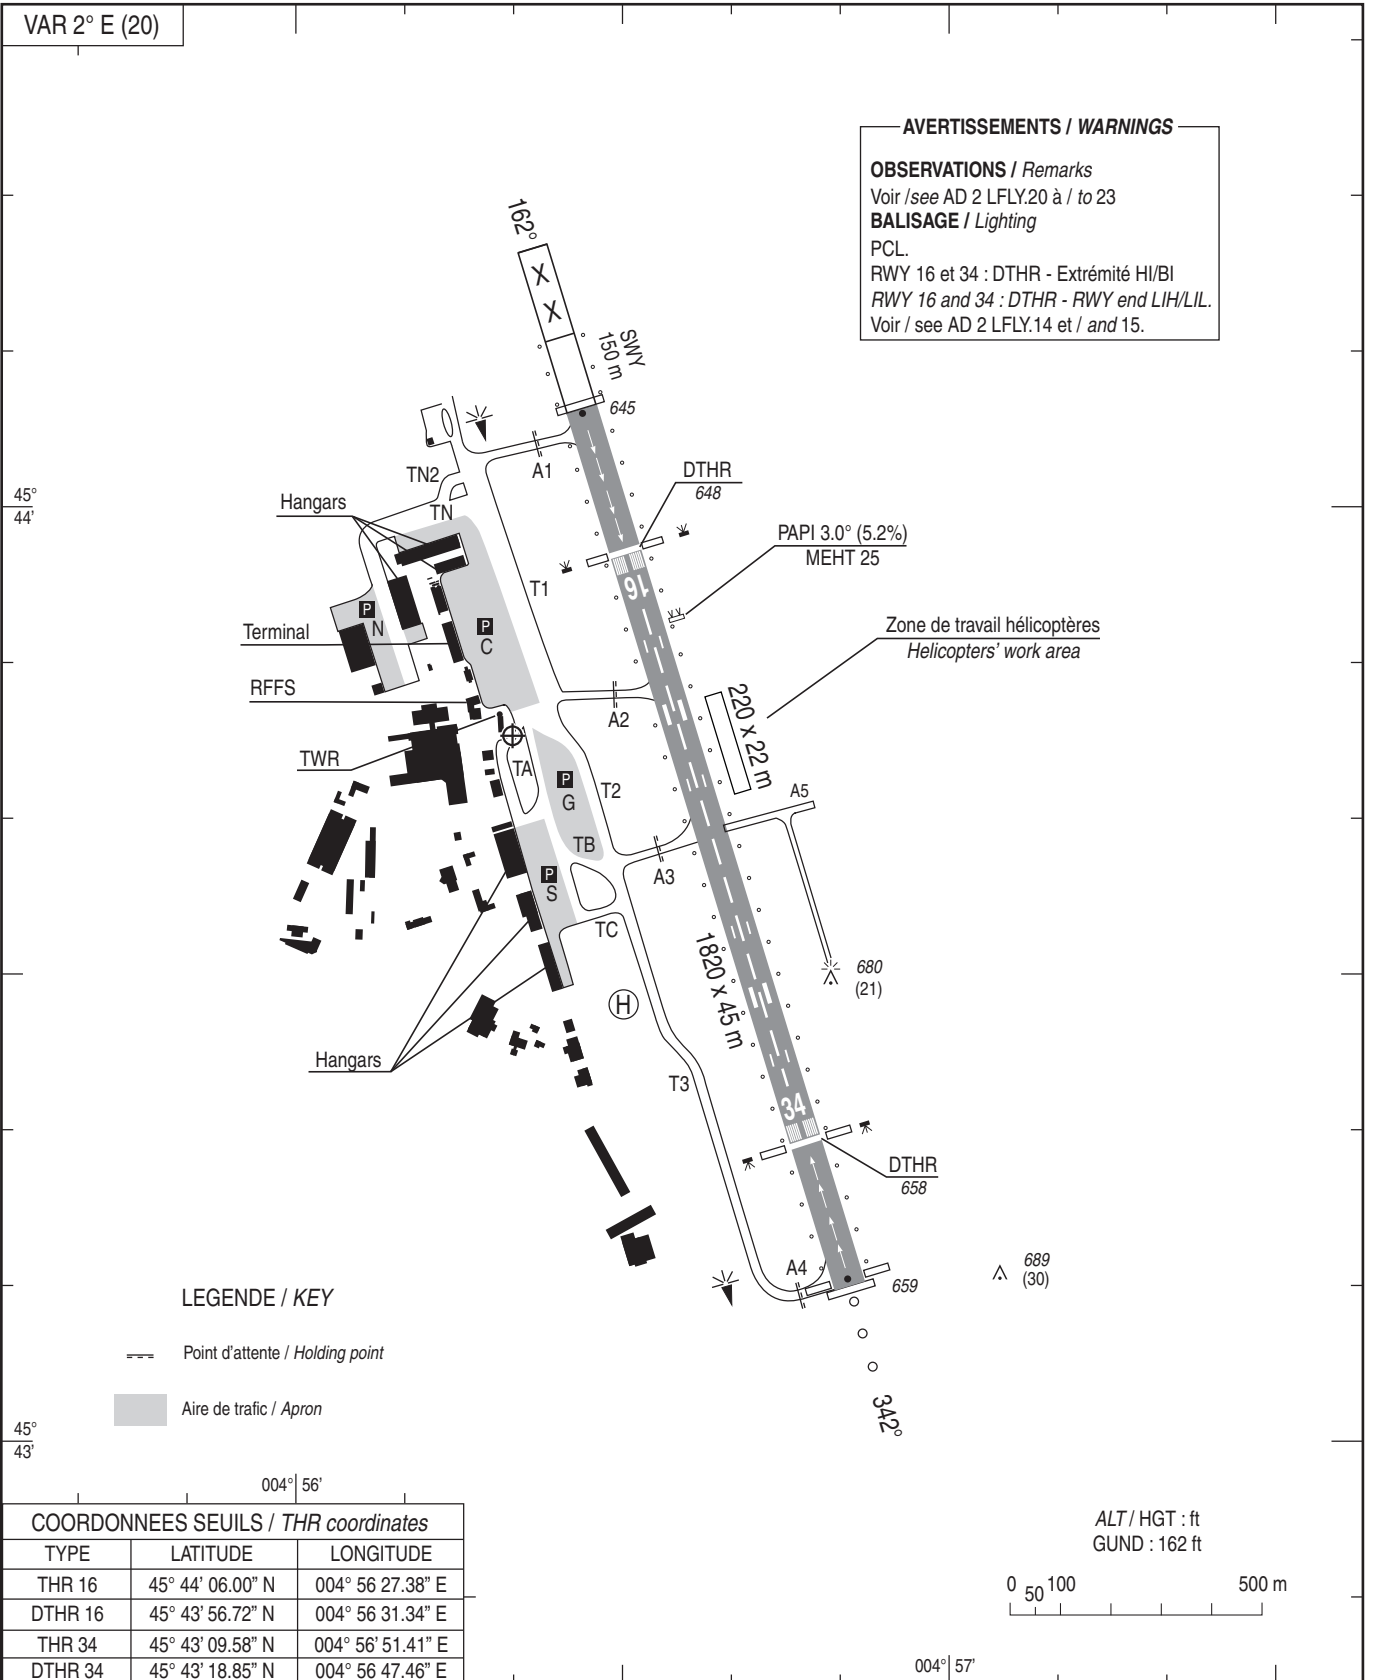 VAR 2° E (20)
AVERTISSEMENTS / WARNINGS
OBSERVATIONS / Remarks
Voir /see AD 2 LFLY.20 à / to 23
BALISAGE / Lighting
PCL.
RWY 16 et 34 : DTHR - Extrémité HI/BI
RWY 16 and 34 : DTHR - RWY end LIH/LIL.
Voir / see AD 2 LFLY.14 et / and 15.
162°
X
X
SWY
150 m
645
A1
TN2
DTHR
648
45°
44'
Hangars
TN
PAPI 3.0° (5.2%)
MEHT 25
T1
16
P
N
P
C
Terminal
Zone de travail hélicoptères
Helicopters' work area
RFFS
A2
220 x 22 m
TWR
TA
P
G
T2
A5
TB
P
S
A3
TC
1820 x 45 m
680
(21)
H
Hangars
T3
34
DTHR
658
A4
659
689
(30)
LEGENDE / KEY
Point d'attente / Holding point
Aire de trafic / Apron
342°
45°
43'
004° 56'
COORDONNEES SEUILS / THR coordinates
TYPE LATITUDE LONGITUDE
THR 16 45° 44' 06.00" N 004° 56 27.38" E
DTHR 16 45° 43' 56.72" N 004° 56 31.34" E
THR 34 45° 43' 09.58" N 004° 56' 51.41" E
DTHR 34 45° 43' 18.85" N 004° 56 47.46" E
ALT / HGT : ft
GUND : 162 ft
0 50 100 500 m
004° 57'